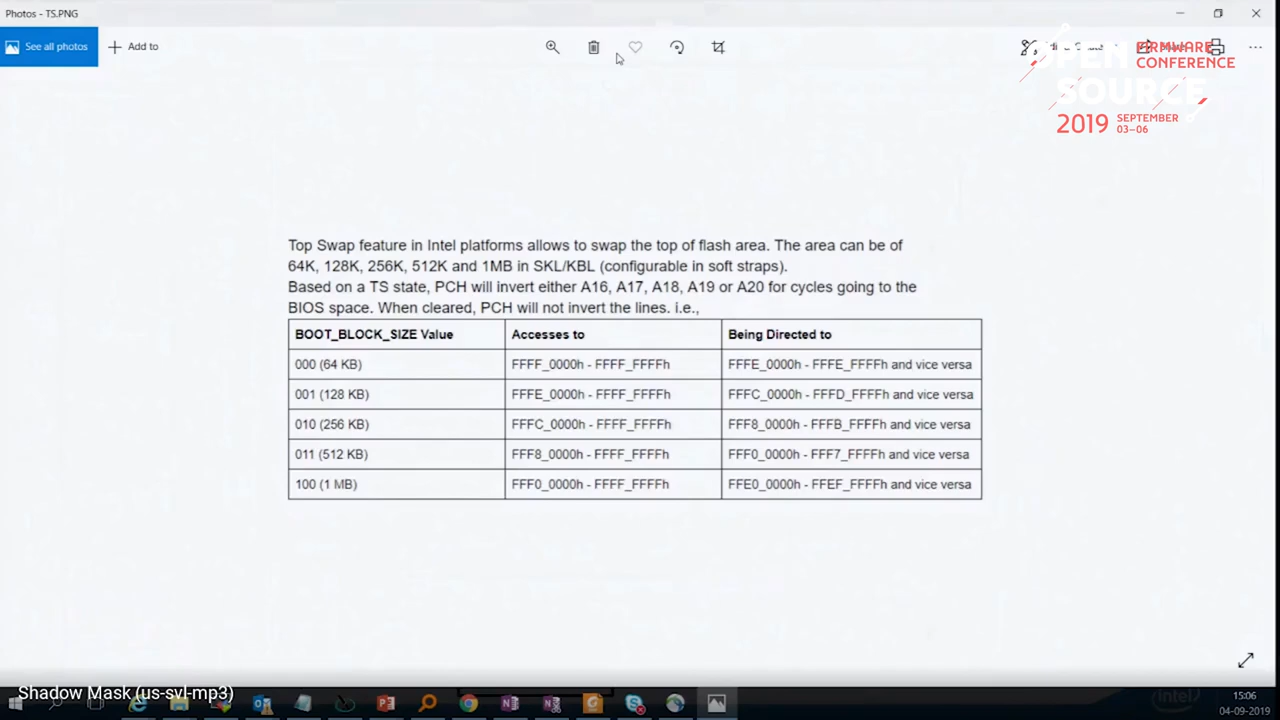 Photos - TS.PNG
See all photos
Add to
OPEN
FIRMWARE
CONFERENCE
SOURCE
2019
SEPTEMBER
03–06
Top Swap feature in Intel platforms allows to swap the top of flash area. The area can be of
64K, 128K, 256K, 512K and 1MB in SKL/KBL (configurable in soft straps).
Based on a TS state, PCH will invert either A16, A17, A18, A19 or A20 for cycles going to the
BIOS space. When cleared, PCH will not invert the lines. i.e.,
BOOT_BLOCK_SIZE Value Accesses to Being Directed to
000 (64 KB) FFFF_0000h - FFFF_FFFFh FFFE_0000h - FFFE_FFFFh and vice versa
001 (128 KB) FFFE_0000h - FFFF_FFFFh FFFC_0000h - FFFD_FFFFh and vice versa
010 (256 KB) FFFC_0000h - FFFF_FFFFh FFF8_0000h - FFFB_FFFFh and vice versa
011 (512 KB) FFF8_0000h - FFFF_FFFFh FFF0_0000h - FFF7_FFFFh and vice versa
100 (1 MB) FFF0_0000h - FFFF_FFFFh FFE0_0000h - FFEF_FFFFh and vice versa
Shadow Mask (us-svl-mp3)
intel
15:06
04-09-2019